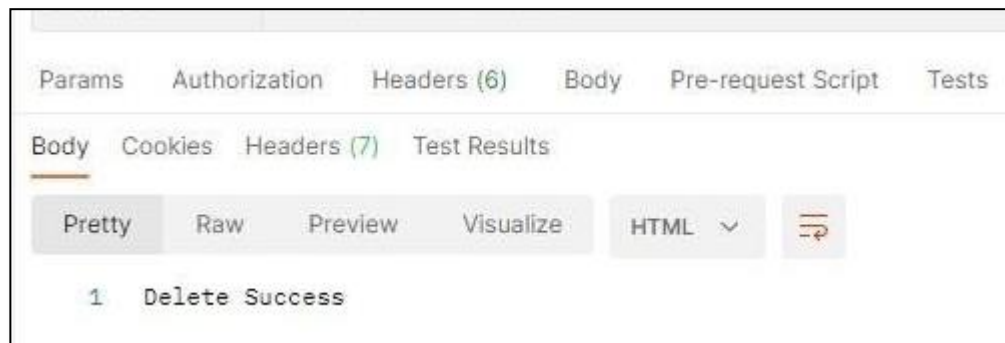 Params Authorization Headers (6) Body Pre-request Script Tests
Body Cookies Headers (7) Test Results
Pretty Raw Preview Visualize HTML
1 Delete Success